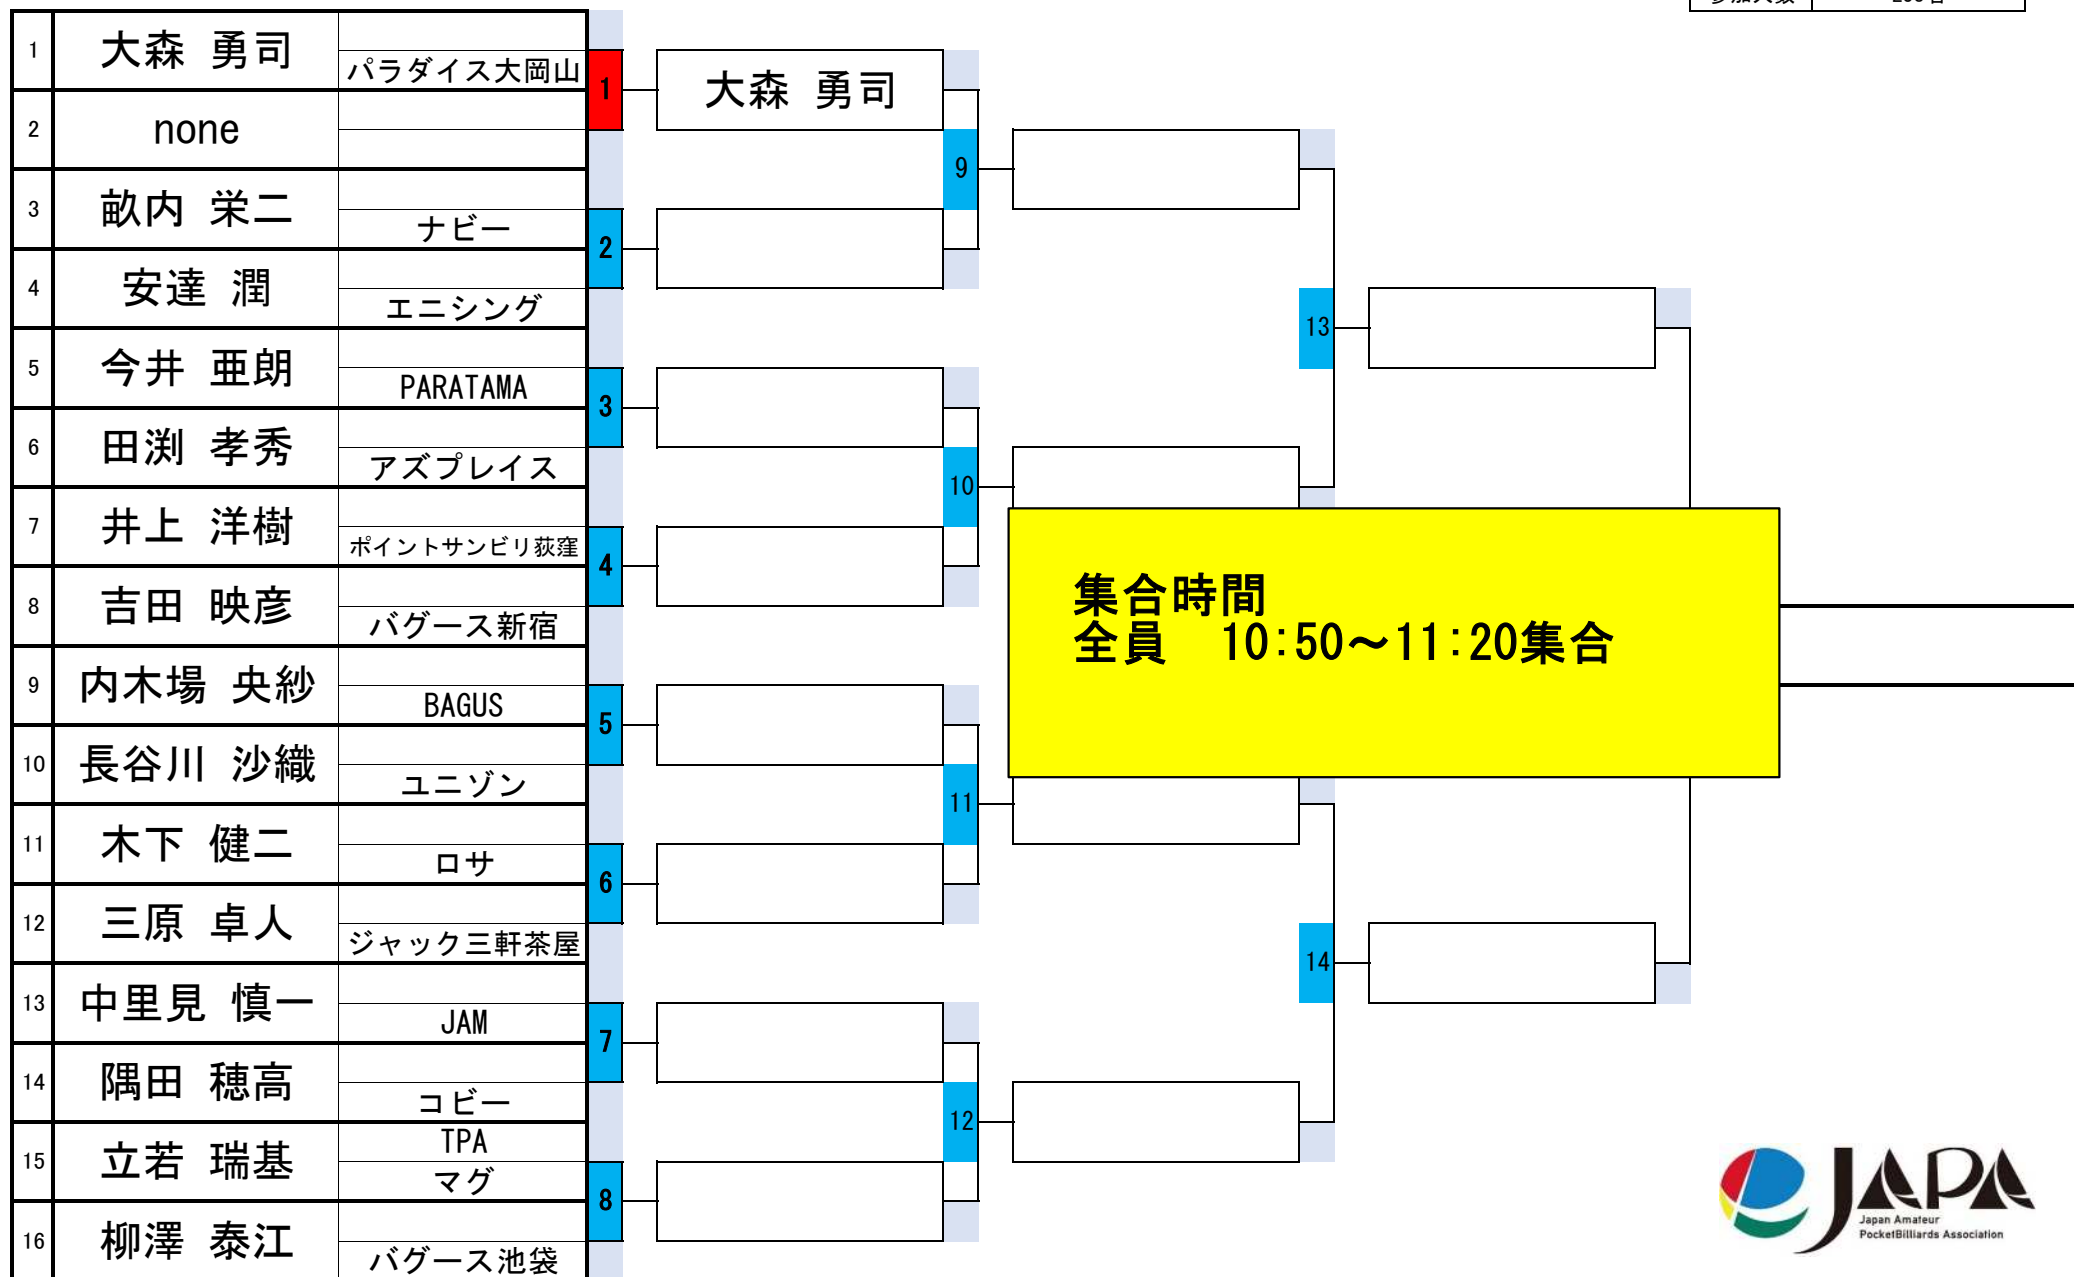 1 大森 勇司 パラダイス大岡山
2 none
3 畝内 栄二 ナビー
4 安達 潤 エニシング
5 今井 亜朗 PARATAMA
6 田渕 孝秀 アズプレイス
7 井上 洋樹 ポイントサンビリ荻窪
8 吉田 映彦 バグース新宿
9 内木場 央紗 BAGUS
10 長谷川 沙織 ユニゾン
11 木下 健二 ロサ
12 三原 卓人 ジャック三軒茶屋
13 中里見 慎一 JAM
14 隅田 穂高 コビー
15 立若 瑞基 TPA
マグ
16 柳澤 泰江 バグース池袋
1
2
3
4
5
6
7
8
大森 勇司
9
10
11
12
13
14
集合時間
全員 10:50～11:20集合
JAPA
Japan Amateur
PocketBilliards Association